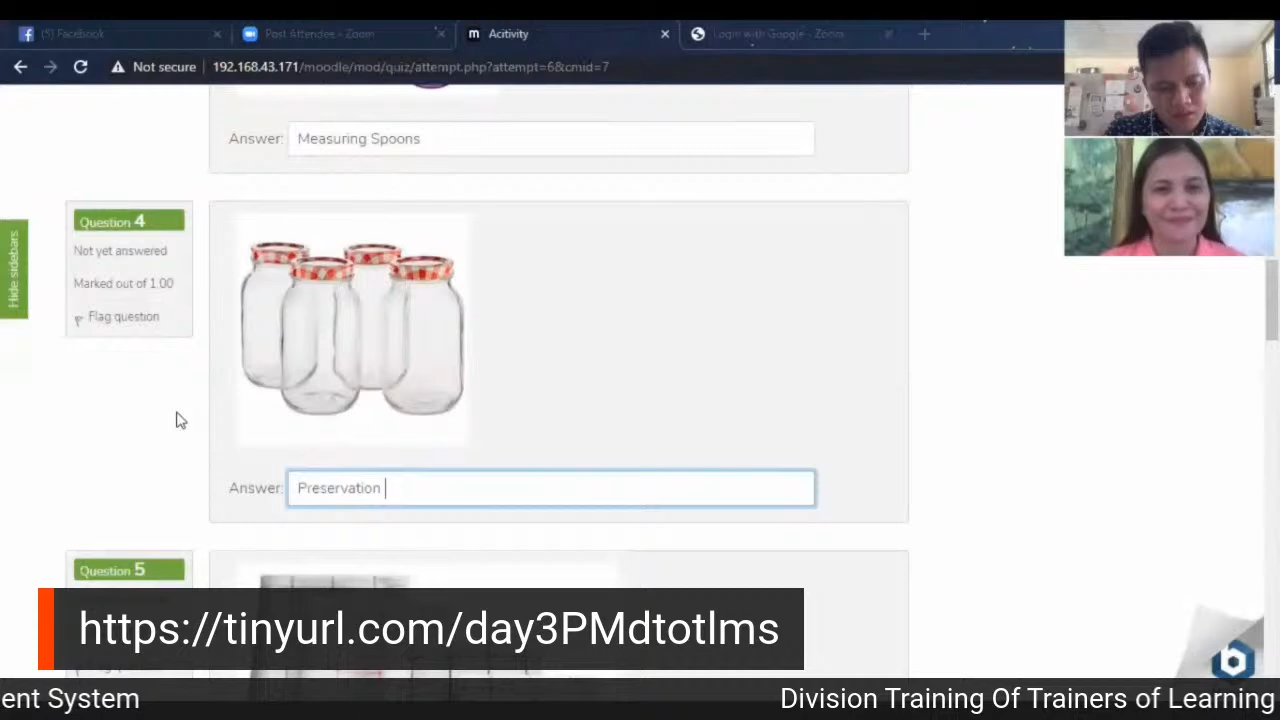 (5) Facebook
Post Attendee - Zoom
m Acitivity
Login with Google - Zoom
Not secure
192.168.43.171/moodle/mod/quiz/attempt.php?attempt=6&cmid=7
Answer: Measuring Spoons
Hide sidebars
Question 4
Not yet answered
Marked out of 1.00
Flag question
Answer: Preservation
Question 5
https://tinyurl.com/day3PMdtotlms
ent System
Division Training Of Trainers of Learning